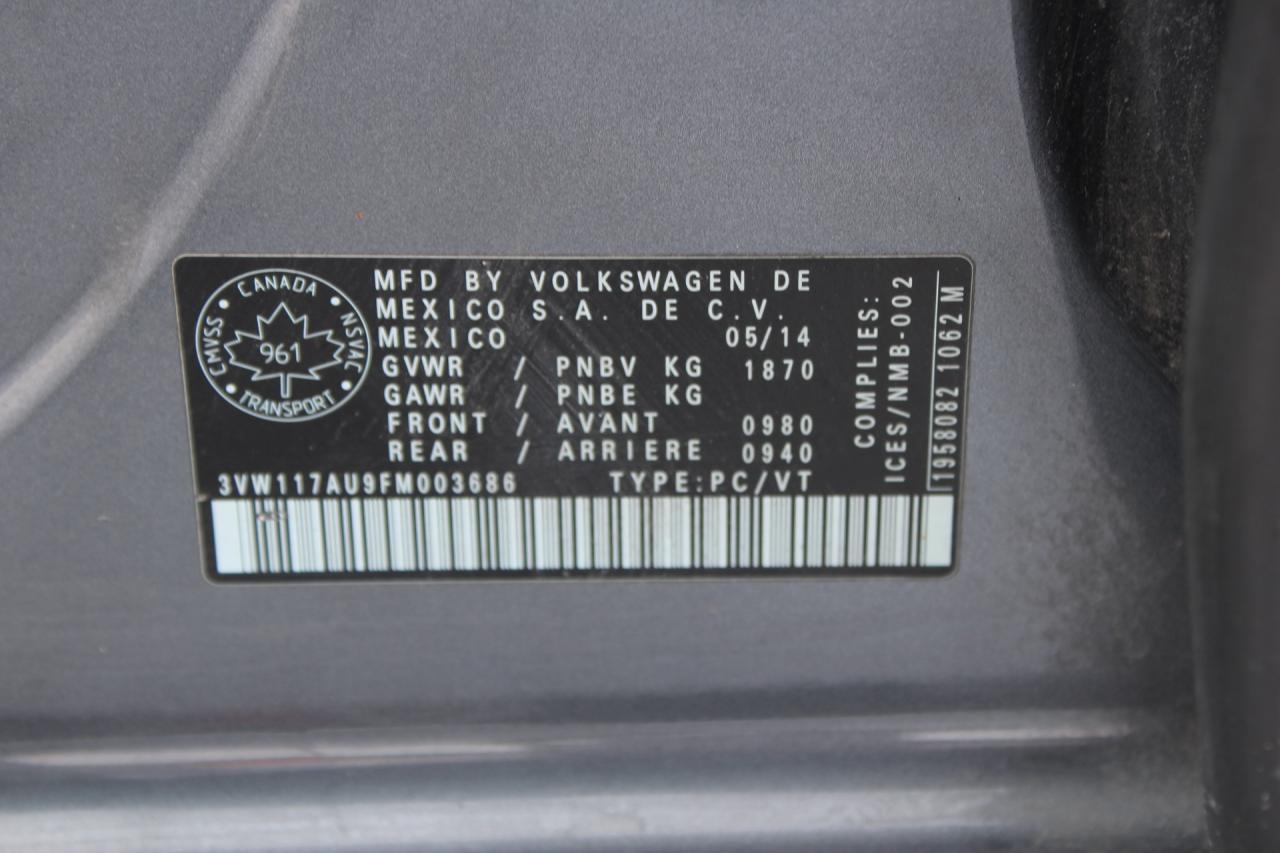 CANADA
CMVSS
NSVAC
961
TRANSPORT
MFD BY VOLKSWAGEN DE
MEXICO S.A. DE C.V.
MEXICO 05/14
GVWR / PNBV KG 1870
GAWR / PNBE KG
FRONT / AVANT 0980
REAR / ARRIERE 0940
3VW117AU9FM003686 TYPE:PC/VT
COMPLIES:
ICES/NMB-002
1958082 1062 M